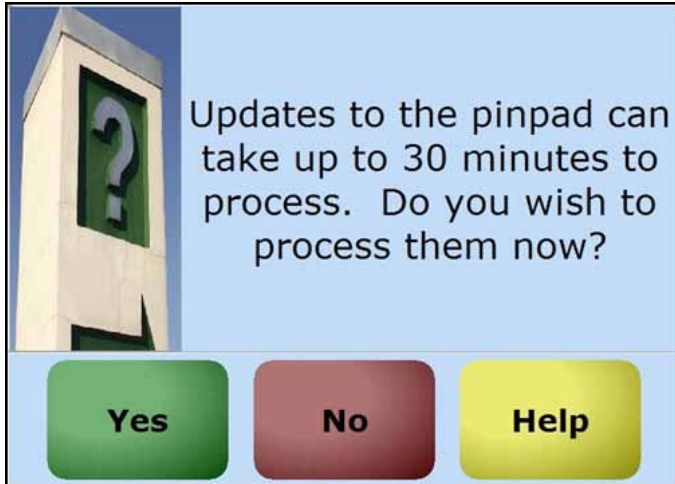 ?
Updates to the pinpad can
take up to 30 minutes to
process.  Do you wish to
process them now?
Yes
No
Help